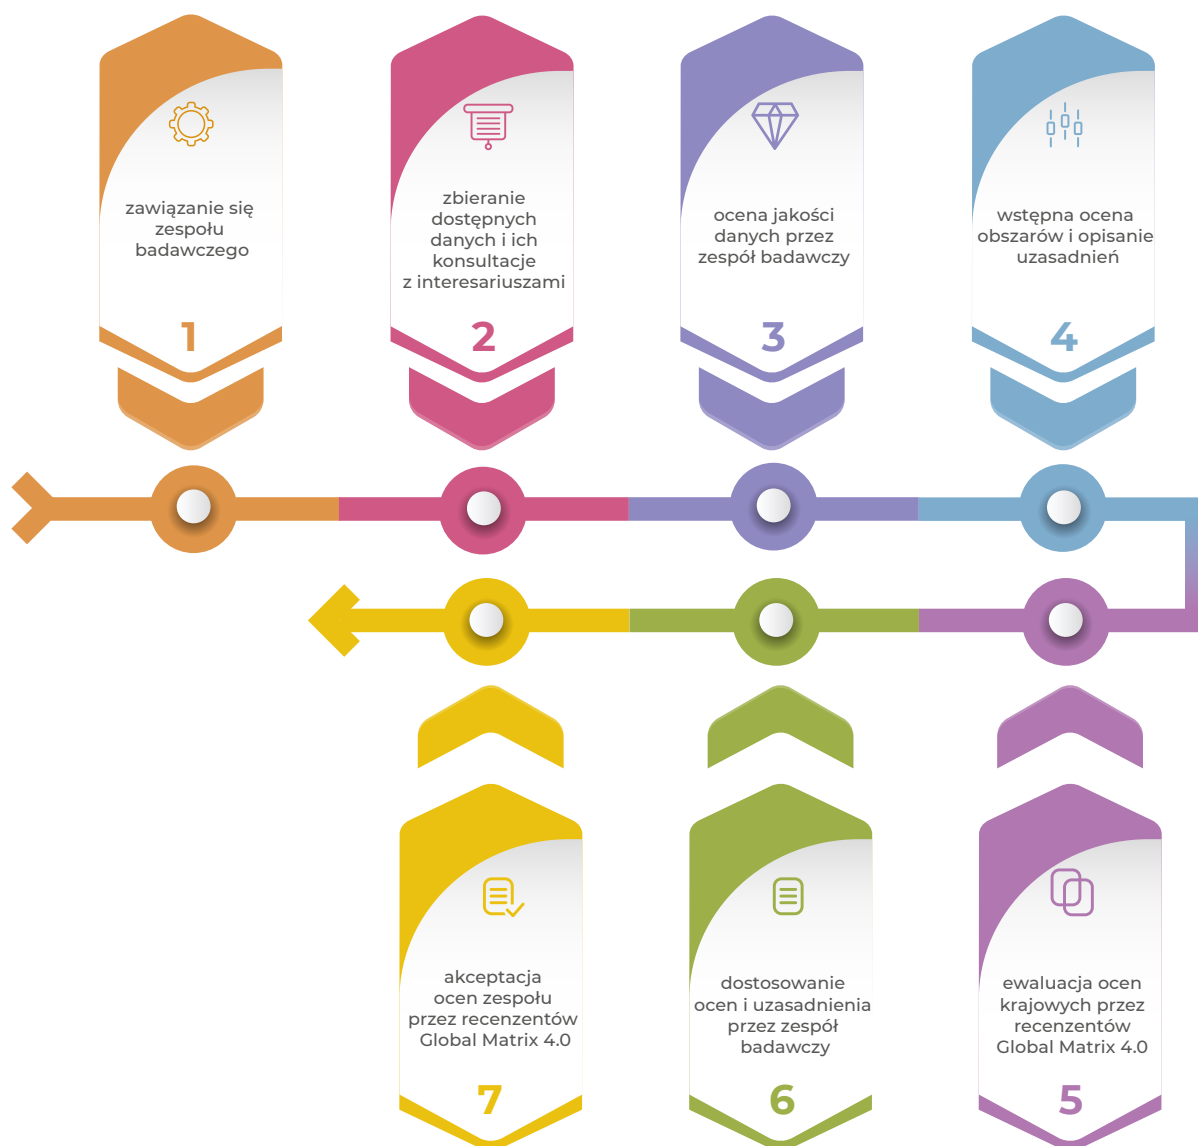 zawiązanie się
zespołu
badawczego
1
zbieranie
dostępnych
danych i ich
konsultacje
z interesariuszami
2
ocena jakości
danych przez
zespół badawczy
3
wstępna ocena
obszarów i opisanie
uzasadnień
4
ewaluacja ocen
krajowych przez
recenzentów
Global Matrix 4.0
5
dostosowanie
ocen i uzasadnienia
przez zespół
badawczy
6
akceptacja
ocen zespołu
przez recenzentów
Global Matrix 4.0
7